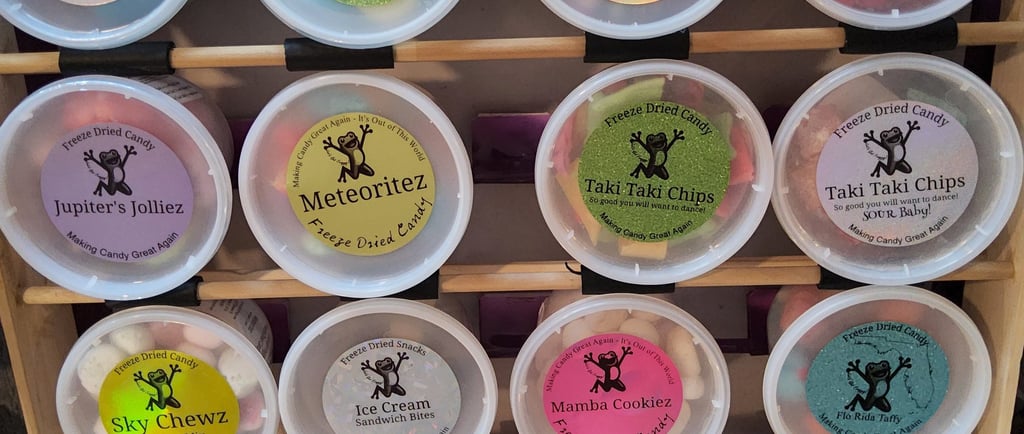 Freeze Dried Candy
Jupiter's Jolliez
Making Candy Great Again
Making Candy Great Again - It's Out of This World
Meteoritez
Freeze Dried Candy
Freeze Dried Candy
Taki Taki Chips
So good you will want to dance!
Making Candy Great Again
Freeze Dried Candy
Taki Taki Chips
So good you will want to dance!
SOUR Baby!
Making Candy Great Again
Freeze Dried Candy
Sky Chewz
Freeze Dried Snacks
Ice Cream
Sandwich Bites
Making Candy Great Again - It's Out of This World
Mamba Cookiez
Freeze Dried Candy
Flo Rida Taffy